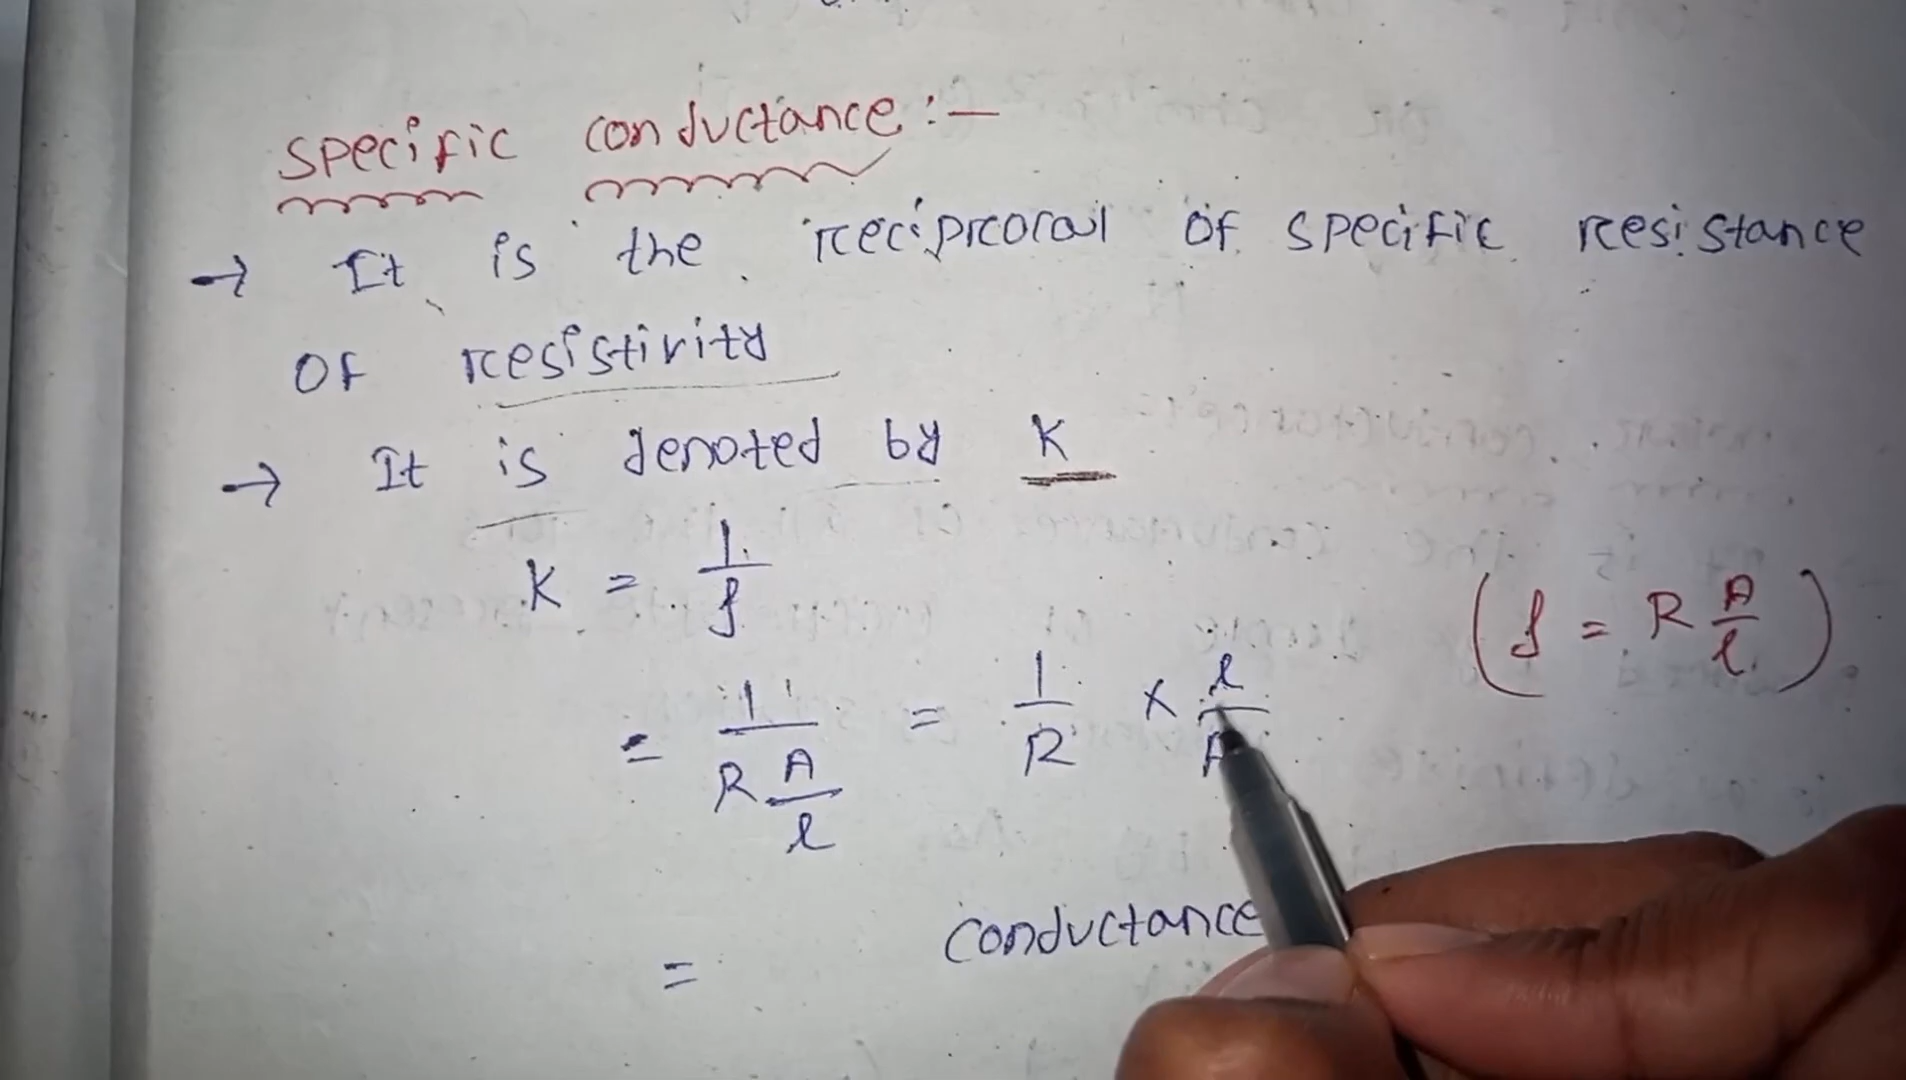 Specific conductance :-
→ It is the reciprocal of specific resistance
of resistivity
→ It is denoted by K
K = 1/ρ
(ρ = R A/l)
= 1/(R A/l) = 1/R × l/A
= conductance